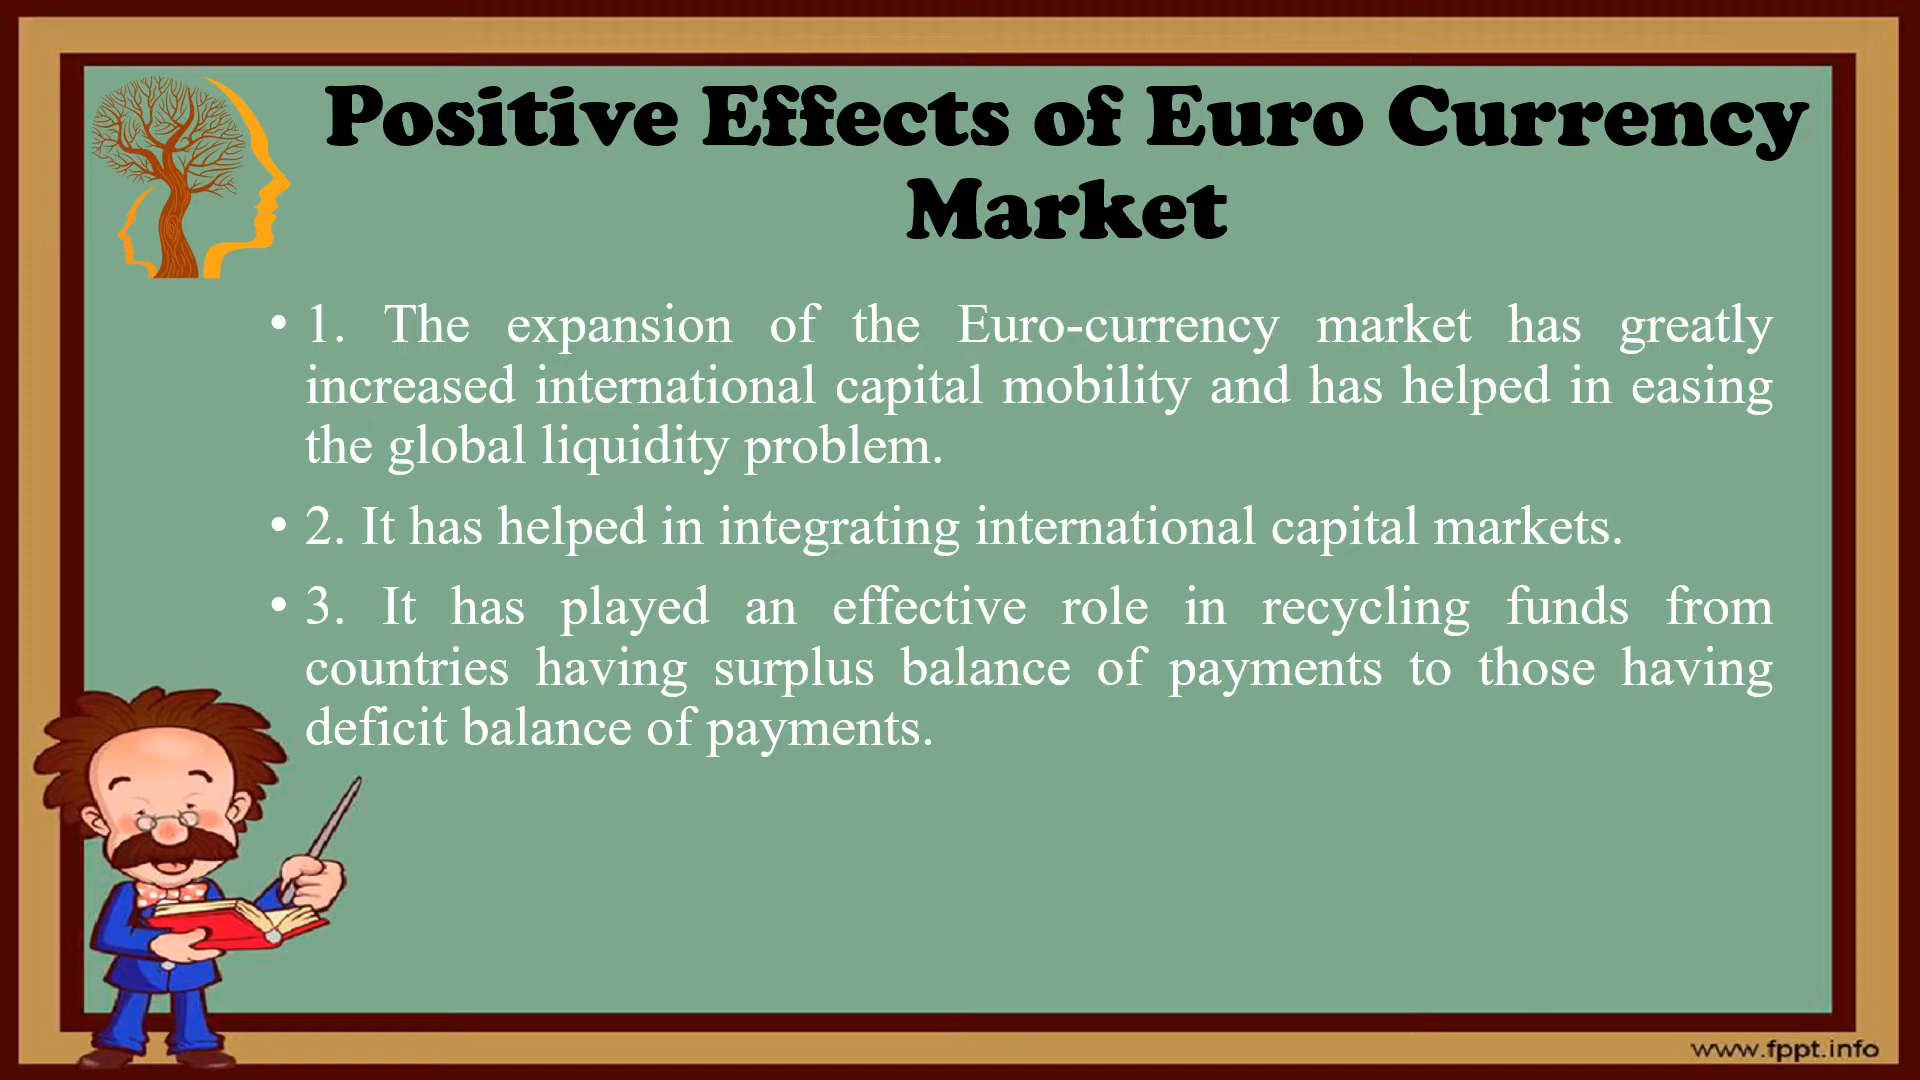 Positive Effects of Euro Currency
Market
• 1. The expansion of the Euro-currency market has greatly
increased international capital mobility and has helped in easing
the global liquidity problem.
• 2. It has helped in integrating international capital markets.
• 3. It has played an effective role in recycling funds from
countries having surplus balance of payments to those having
deficit balance of payments.
www.fppt.info